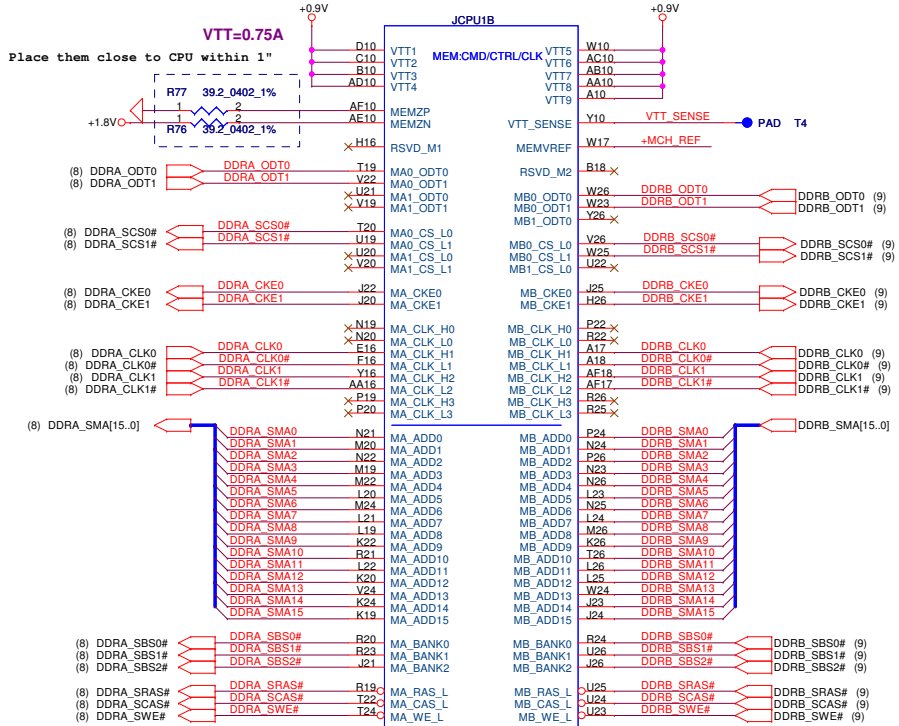 +0.9V +0.9V
JCPU1B
VTT=0.75A
Place them close to CPU within 1"
MEM:CMD/CTRL/CLK
D10 VTT1 VTT5 W10
C10 VTT2 VTT6 AC10
B10 VTT3 VTT7 AB10
AD10 VTT4 VTT8 AA10
VTT9 A10
R77 39.2_0402_1%
1 2 AF10 MEMZP
+1.8V 1 2 AE10 MEMZN VTT_SENSE Y10 VTT_SENSE PAD T4
R76 39.2_0402_1%
H16 RSVD_M1 MEMVREF W17 +MCH_REF
RSVD_M2 B18
(8) DDRA_ODT0 DDRA_ODT0 T19 MA0_ODT0
(8) DDRA_ODT1 DDRA_ODT1 V22 MA0_ODT1
U21 MA1_ODT0 MB0_ODT0 W26 DDRB_ODT0 DDRB_ODT0 (9)
V19 MA1_ODT1 MB0_ODT1 W23 DDRB_ODT1 DDRB_ODT1 (9)
MB1_ODT0 Y26
(8) DDRA_SCS0# DDRA_SCS0# T20 MA0_CS_L0
(8) DDRA_SCS1# DDRA_SCS1# U19 MA0_CS_L1 MB0_CS_L0 V26 DDRB_SCS0# DDRB_SCS0# (9)
U20 MA1_CS_L0 MB0_CS_L1 W25 DDRB_SCS1# DDRB_SCS1# (9)
V20 MA1_CS_L1 MB1_CS_L0 U22
(8) DDRA_CKE0 DDRA_CKE0 J22 MA_CKE0 MB_CKE0 J25 DDRB_CKE0 DDRB_CKE0 (9)
(8) DDRA_CKE1 DDRA_CKE1 J20 MA_CKE1 MB_CKE1 H26 DDRB_CKE1 DDRB_CKE1 (9)
N19 MA_CLK_H0 MB_CLK_H0 P22
N20 MA_CLK_L0 MB_CLK_L0 R22
(8) DDRA_CLK0 DDRA_CLK0 E16 MA_CLK_H1 MB_CLK_H1 A17 DDRB_CLK0 DDRB_CLK0 (9)
(8) DDRA_CLK0# DDRA_CLK0# F16 MA_CLK_L1 MB_CLK_L1 A18 DDRB_CLK0# DDRB_CLK0# (9)
(8) DDRA_CLK1 DDRA_CLK1 Y16 MA_CLK_H2 MB_CLK_H2 AF18 DDRB_CLK1 DDRB_CLK1 (9)
(8) DDRA_CLK1# DDRA_CLK1# AA16 MA_CLK_L2 MB_CLK_L2 AF17 DDRB_CLK1# DDRB_CLK1# (9)
P19 MA_CLK_H3 MB_CLK_H3 R26
P20 MA_CLK_L3 MB_CLK_L3 R25
(8) DDRA_SMA[15..0] DDRB_SMA[15..0]
DDRA_SMA0 N21 MA_ADD0 MB_ADD0 P24 DDRB_SMA0
DDRA_SMA1 M20 MA_ADD1 MB_ADD1 N24 DDRB_SMA1
DDRA_SMA2 N22 MA_ADD2 MB_ADD2 P26 DDRB_SMA2
DDRA_SMA3 M19 MA_ADD3 MB_ADD3 N23 DDRB_SMA3
DDRA_SMA4 M22 MA_ADD4 MB_ADD4 N26 DDRB_SMA4
DDRA_SMA5 L20 MA_ADD5 MB_ADD5 L23 DDRB_SMA5
DDRA_SMA6 M24 MA_ADD6 MB_ADD6 N25 DDRB_SMA6
DDRA_SMA7 L21 MA_ADD7 MB_ADD7 L24 DDRB_SMA7
DDRA_SMA8 L19 MA_ADD8 MB_ADD8 M26 DDRB_SMA8
DDRA_SMA9 K22 MA_ADD9 MB_ADD9 K26 DDRB_SMA9
DDRA_SMA10 R21 MA_ADD10 MB_ADD10 T26 DDRB_SMA10
DDRA_SMA11 L22 MA_ADD11 MB_ADD11 L26 DDRB_SMA11
DDRA_SMA12 K20 MA_ADD12 MB_ADD12 L25 DDRB_SMA12
DDRA_SMA13 V24 MA_ADD13 MB_ADD13 W24 DDRB_SMA13
DDRA_SMA14 K24 MA_ADD14 MB_ADD14 J23 DDRB_SMA14
DDRA_SMA15 K19 MA_ADD15 MB_ADD15 J24 DDRB_SMA15
(8) DDRA_SBS0# DDRA_SBS0# R20 MA_BANK0 MB_BANK0 R24 DDRB_SBS0# DDRB_SBS0# (9)
(8) DDRA_SBS1# DDRA_SBS1# R23 MA_BANK1 MB_BANK1 U26 DDRB_SBS1# DDRB_SBS1# (9)
(8) DDRA_SBS2# DDRA_SBS2# J21 MA_BANK2 MB_BANK2 J26 DDRB_SBS2# DDRB_SBS2# (9)
(8) DDRA_SRAS# DDRA_SRAS# R19 MA_RAS_L MB_RAS_L U25 DDRB_SRAS# DDRB_SRAS# (9)
(8) DDRA_SCAS# DDRA_SCAS# T22 MA_CAS_L MB_CAS_L U24 DDRB_SCAS# DDRB_SCAS# (9)
(8) DDRA_SWE# DDRA_SWE# T24 MA_WE_L MB_WE_L U23 DDRB_SWE# DDRB_SWE# (9)